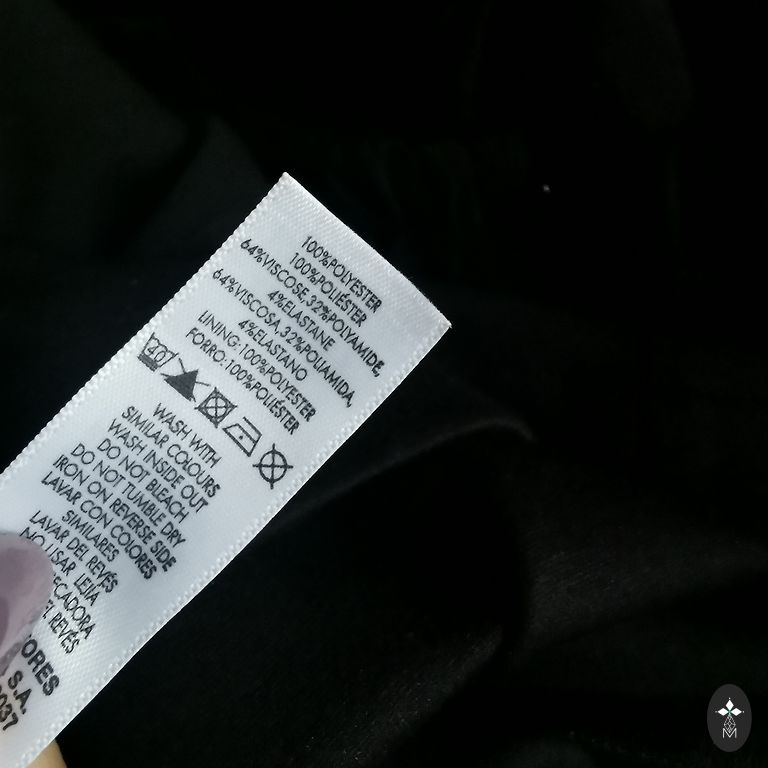 100%POLYESTER
100%POLIÉSTER
64%VISCOSE,32%POLYAMIDE,
4%ELASTANE
64%VISCOSA,32%POLIAMIDA,
4%ELASTANO
LINING:100%POLYESTER
FORRO:100%POLIÉSTER
40
WASH WITH
SIMILAR COLOURS
WASH INSIDE OUT
DO NOT BLEACH
DO NOT TUMBLE DRY
IRON ON REVERSE SIDE
LAVAR CON COLORES
SIMILARES
LAVAR DEL REVÉS
NO USAR LEJÍA
REVÉS
S.A.
M